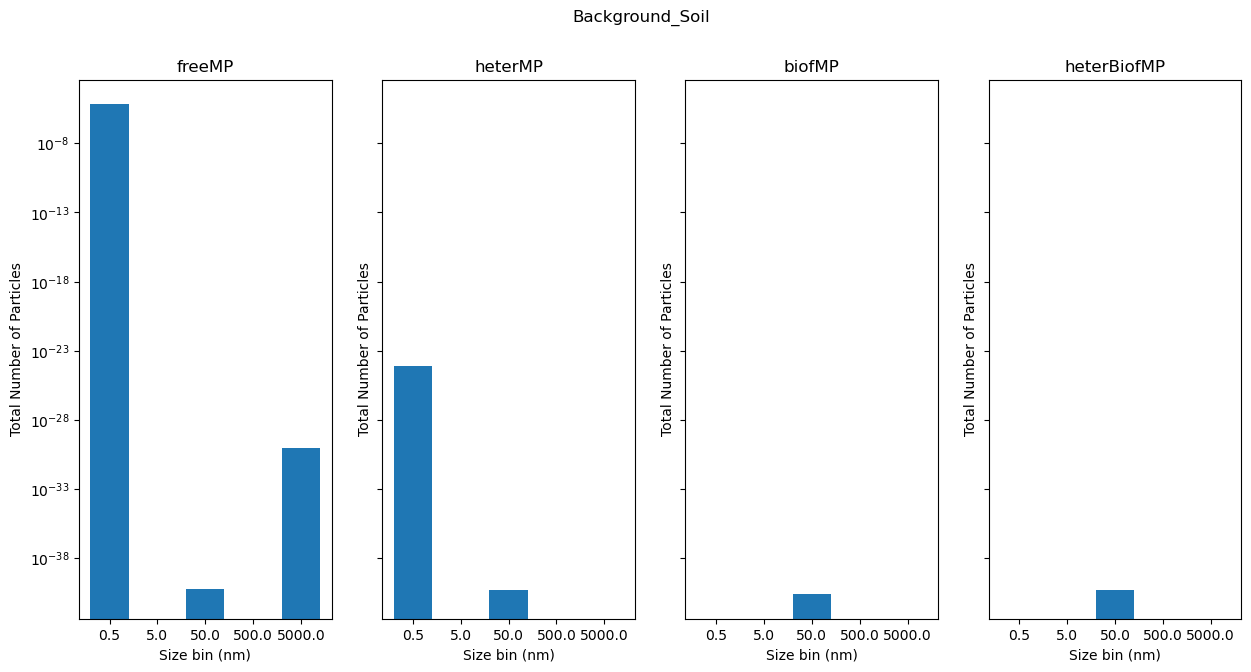 Background_Soil
freeMP
heterMP
biofMP
heterBiofMP
Total Number of Particles
10⁻⁸
10⁻¹³
10⁻¹⁸
10⁻²³
10⁻²⁸
10⁻³³
10⁻³⁸
0.5 5.0 50.0 500.0 5000.0
Size bin (nm)
Total Number of Particles
0.5 5.0 50.0 500.0 5000.0
Size bin (nm)
Total Number of Particles
0.5 5.0 50.0 500.0 5000.0
Size bin (nm)
Total Number of Particles
0.5 5.0 50.0 500.0 5000.0
Size bin (nm)